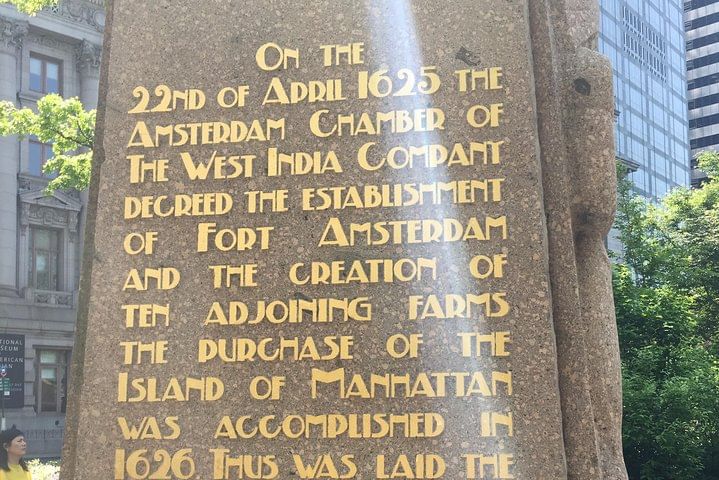 On the
22nd of April 1625 the
Amsterdam Chamber of
The West India Company
decreed the establishment
of Fort Amsterdam
and the creation of
ten adjoining farms
the purchase of the
Island of Manhattan
was accomplished in
1626. Thus was laid the